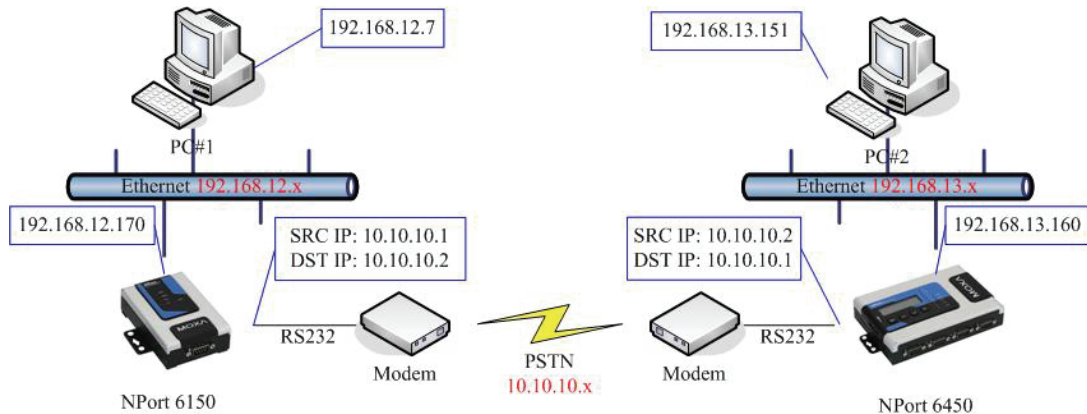 192.168.12.7
192.168.13.151
PC#1
PC#2
Ethernet 192.168.12.x
Ethernet 192.168.13.x
192.168.12.170
SRC IP: 10.10.10.1
DST IP: 10.10.10.2
SRC IP: 10.10.10.2
DST IP: 10.10.10.1
192.168.13.160
MOXA
MOXA
RS232
RS232
Modem
PSTN
10.10.10.x
Modem
NPort 6150
NPort 6450